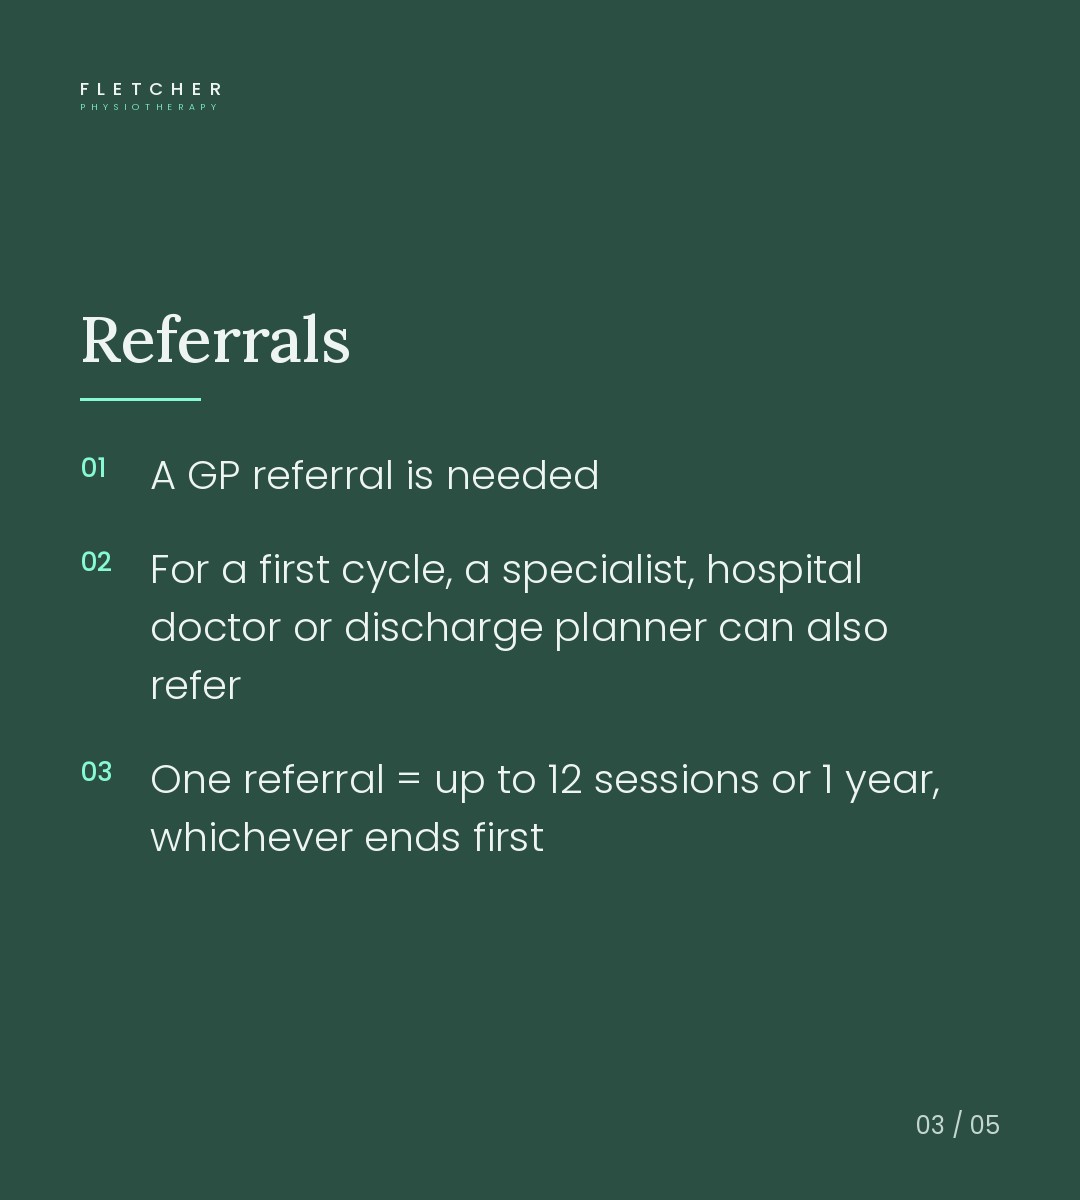 FLETCHER
PHYSIOTHERAPY
Referrals
01 A GP referral is needed
02 For a first cycle, a specialist, hospital
doctor or discharge planner can also
refer
03 One referral = up to 12 sessions or 1 year,
whichever ends first
03 / 05